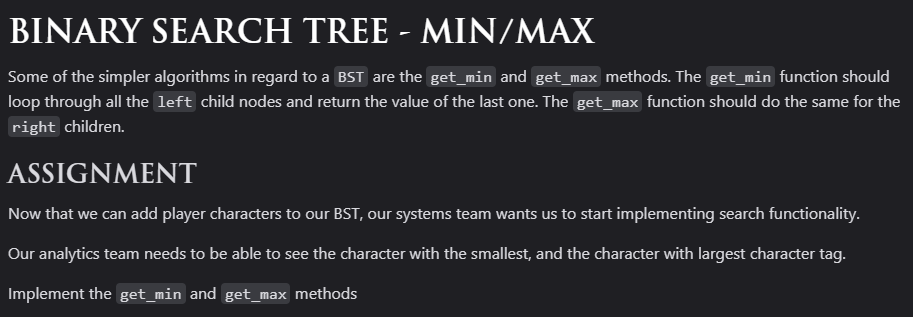 BINARY SEARCH TREE - MIN/MAX
Some of the simpler algorithms in regard to a BST are the get_min and get_max methods. The get_min function should
loop through all the left child nodes and return the value of the last one. The get_max function should do the same for the
right children.
ASSIGNMENT
Now that we can add player characters to our BST, our systems team wants us to start implementing search functionality.
Our analytics team needs to be able to see the character with the smallest, and the character with largest character tag.
Implement the get_min and get_max methods